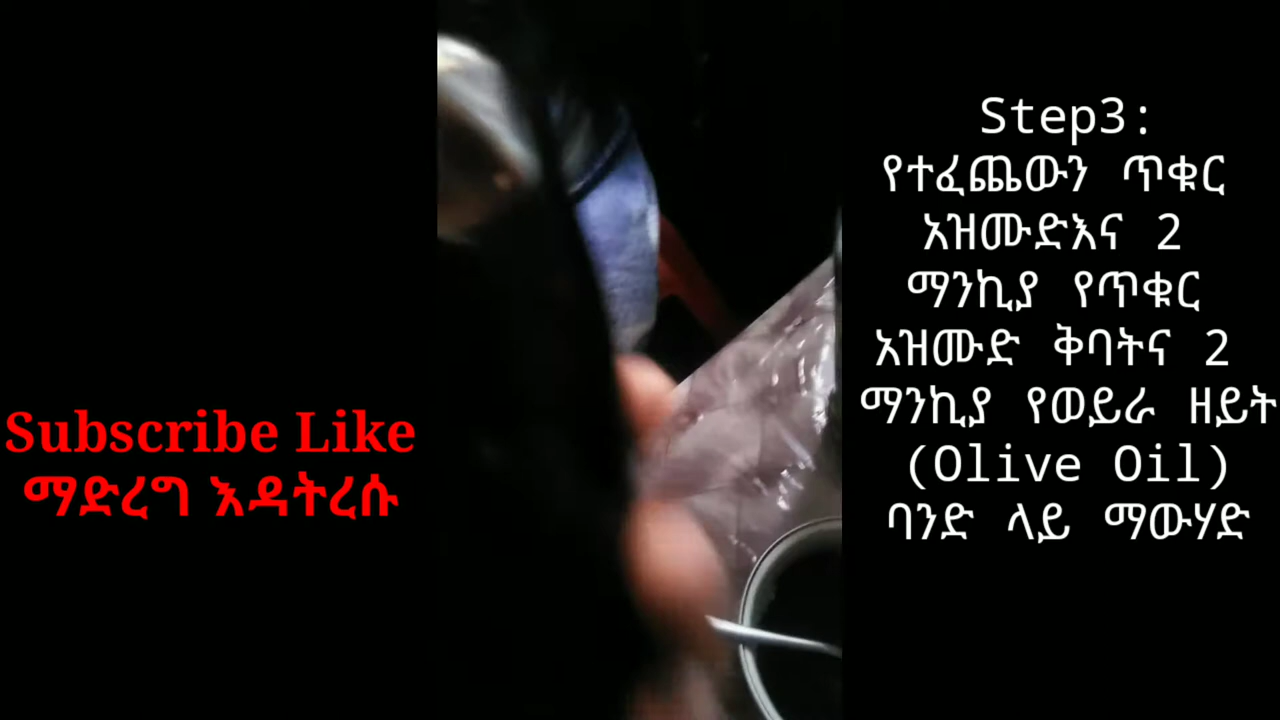 Subscribe Like
ማድረግ እዳትረሱ
Step3:
የተፈጨውን ጥቁር
አዝሙድእና 2
ማንኪያ የጥቁር
አዝሙድ ቅባትና 2
ማንኪያ የወይራ ዘይት
(Olive Oil)
ባንድ ላይ ማውሃድ